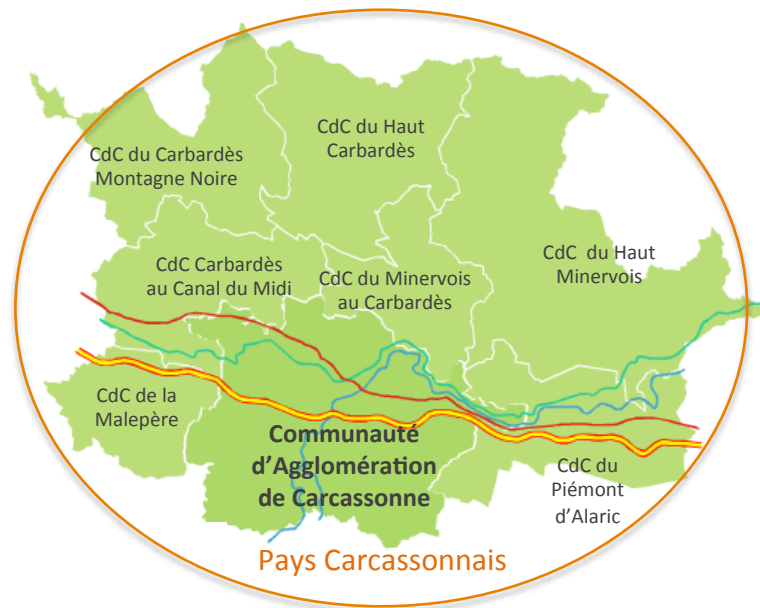 CdC du Haut
Carbardès
CdC du Carbardès
Montagne Noire
CdC du Haut
Minervois
CdC Carbardès
au Canal du Midi
CdC du Minervois
au Carbardès
CdC de la
Malepère
Communauté
d'Agglomération
de Carcassonne
CdC du
Piémont
d'Alaric
Pays Carcassonnais